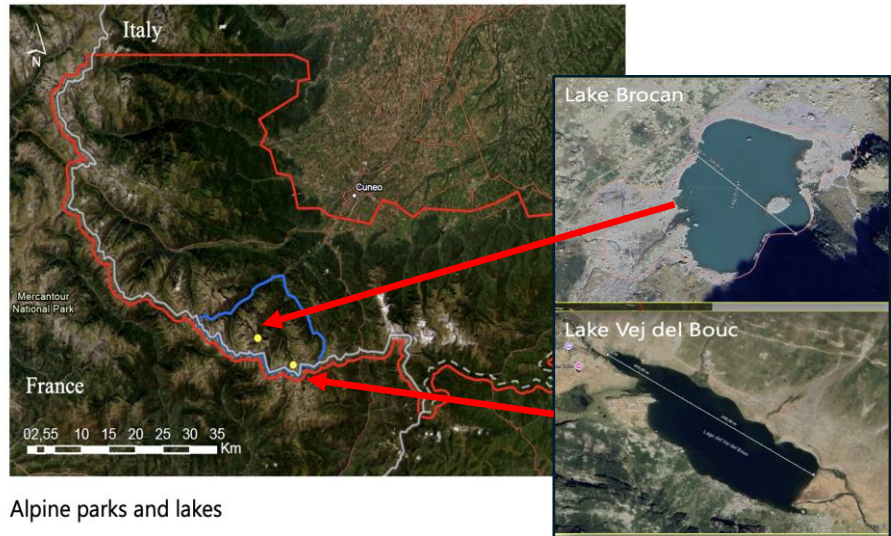 Italy
N
Cuneo
Mercantour
National Park
France
02,55 10 15 20 25 30 35
Km
Lake Brocan
Lake Vej del Bouc
Lago del Vej del Bouc
Alpine parks and lakes